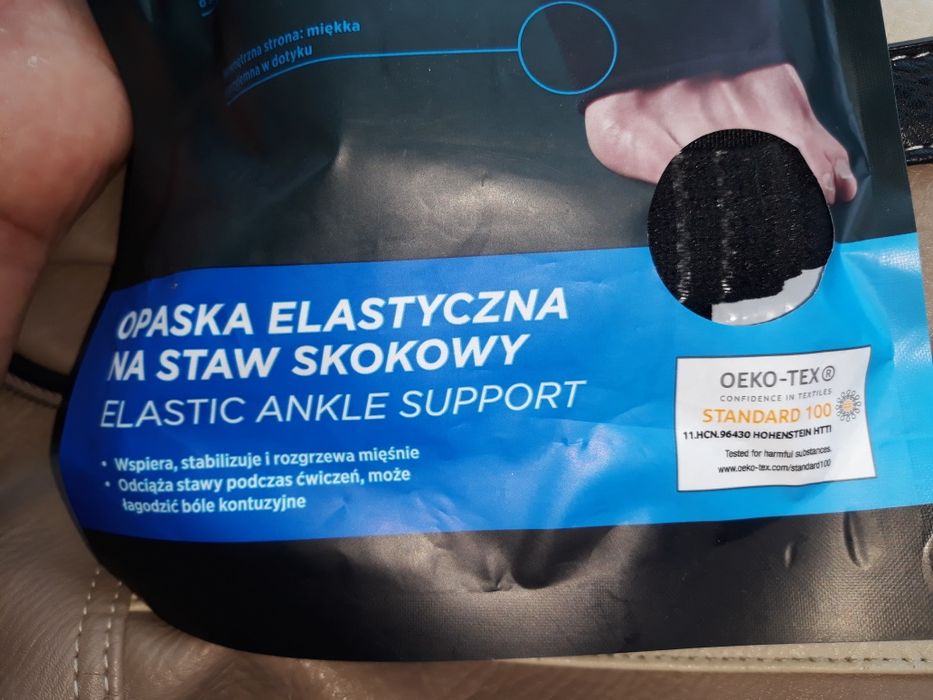 strona: miękka
w dotyku
OPASKA ELASTYCZNA
NA STAW SKOKOWY
ELASTIC ANKLE SUPPORT
• Wspiera, stabilizuje i rozgrzewa mięśnie
• Odciąża stawy podczas ćwiczeń, może
łagodzić bóle kontuzyjne
OEKO-TEX®
CONFIDENCE IN TEXTILES
STANDARD 100
11.HCN.96430 HOHENSTEIN HTTI
Tested for harmful substances.
www.oeko-tex.com/standard100